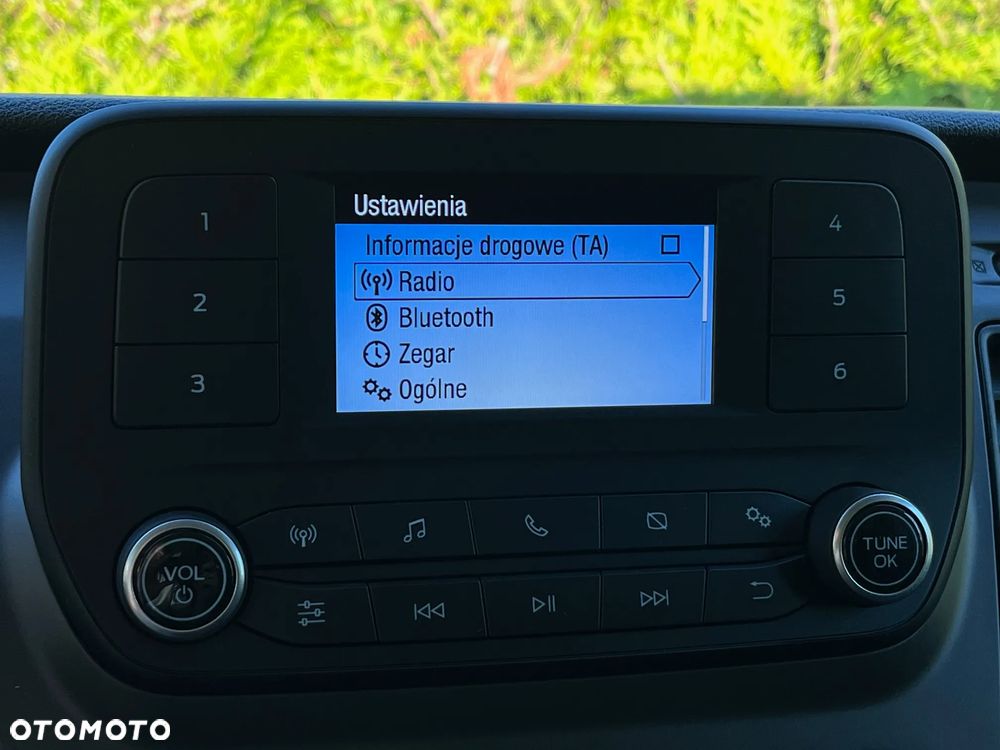 Ustawienia
Informacje drogowe (TA)
Radio
Bluetooth
Zegar
Ogólne
1
2
3
4
5
6
VOL
TUNE
OK
OTOMOTO